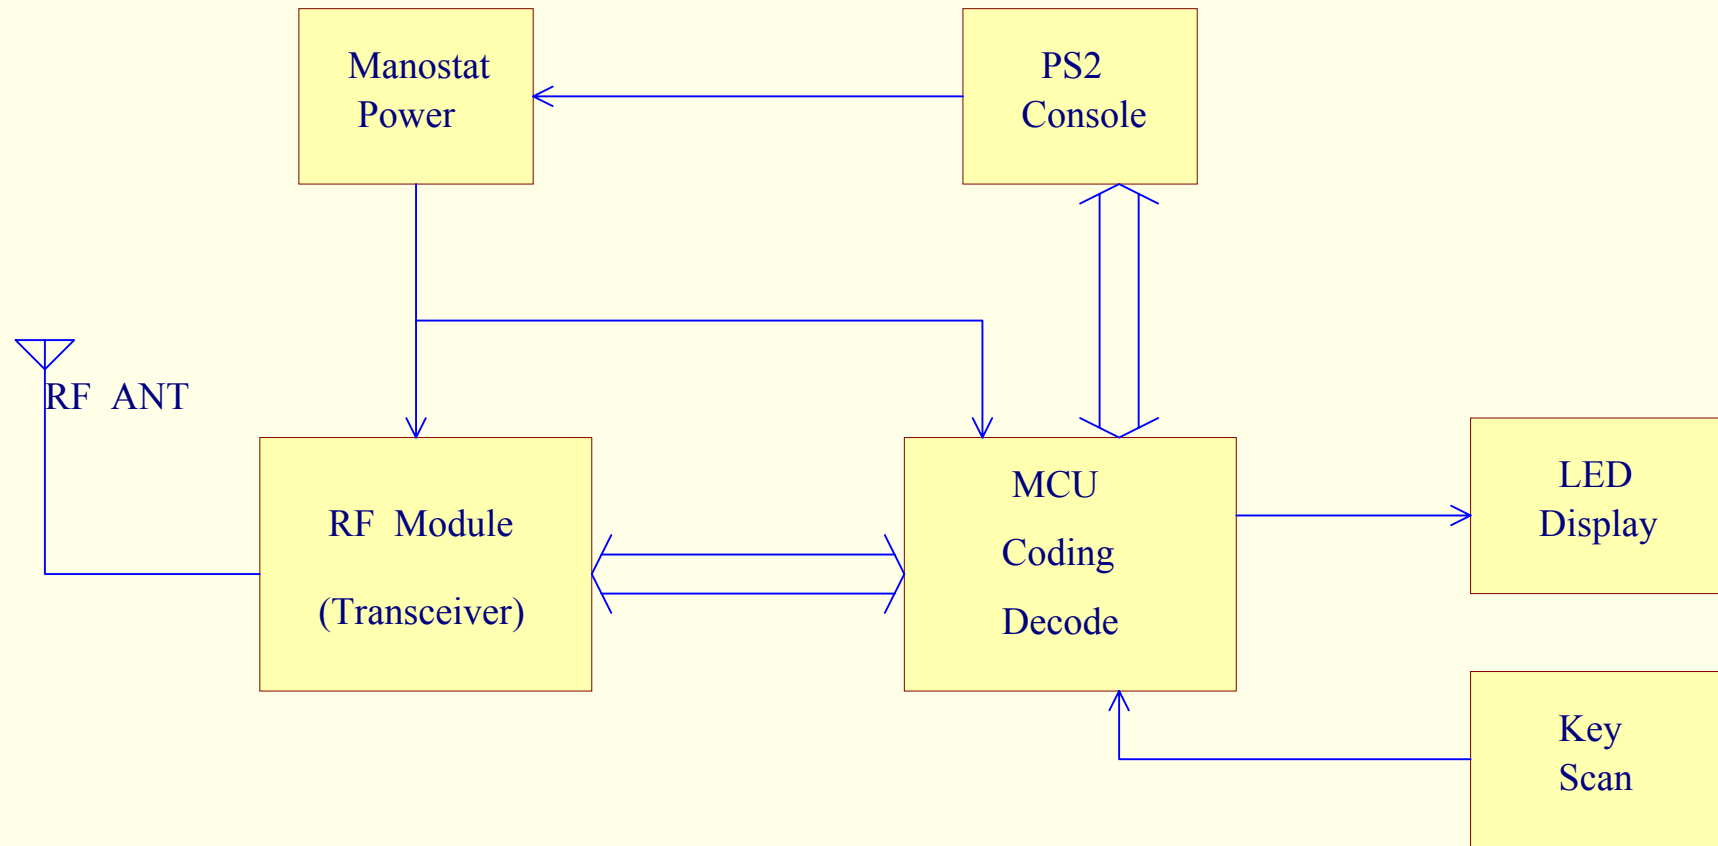 Manostat
Power
PS2
Console
RF ANT
RF Module
(Transceiver)
MCU
Coding
Decode
LED
Display
Key
Scan